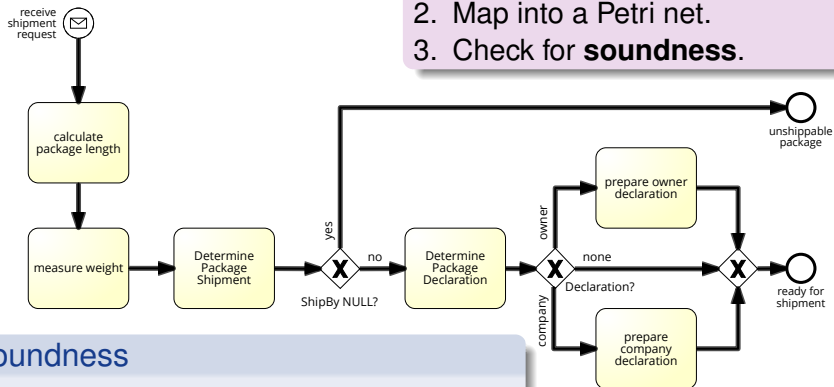 2. Map into a Petri net.
3. Check for soundness.
receive
shipment
request
calculate
package length
measure weight
Determine
Package
Shipment
yes
no
ShipBy NULL?
Determine
Package
Declaration
owner
none
company
Declaration?
prepare owner
declaration
prepare
company
declaration
unshippable
package
ready for
shipment